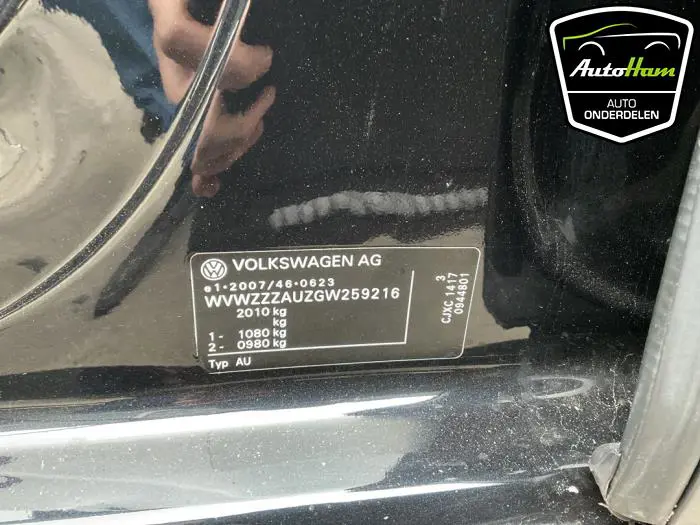 AutoHam
AUTO
ONDERDELEN
VOLKSWAGEN AG
e1*2007/46*0623
WVWZZZAUZGW259216
2010 kg
kg
1- 1080 kg
2- 0980 kg
Typ AU
3
CJXC 1417
0944801